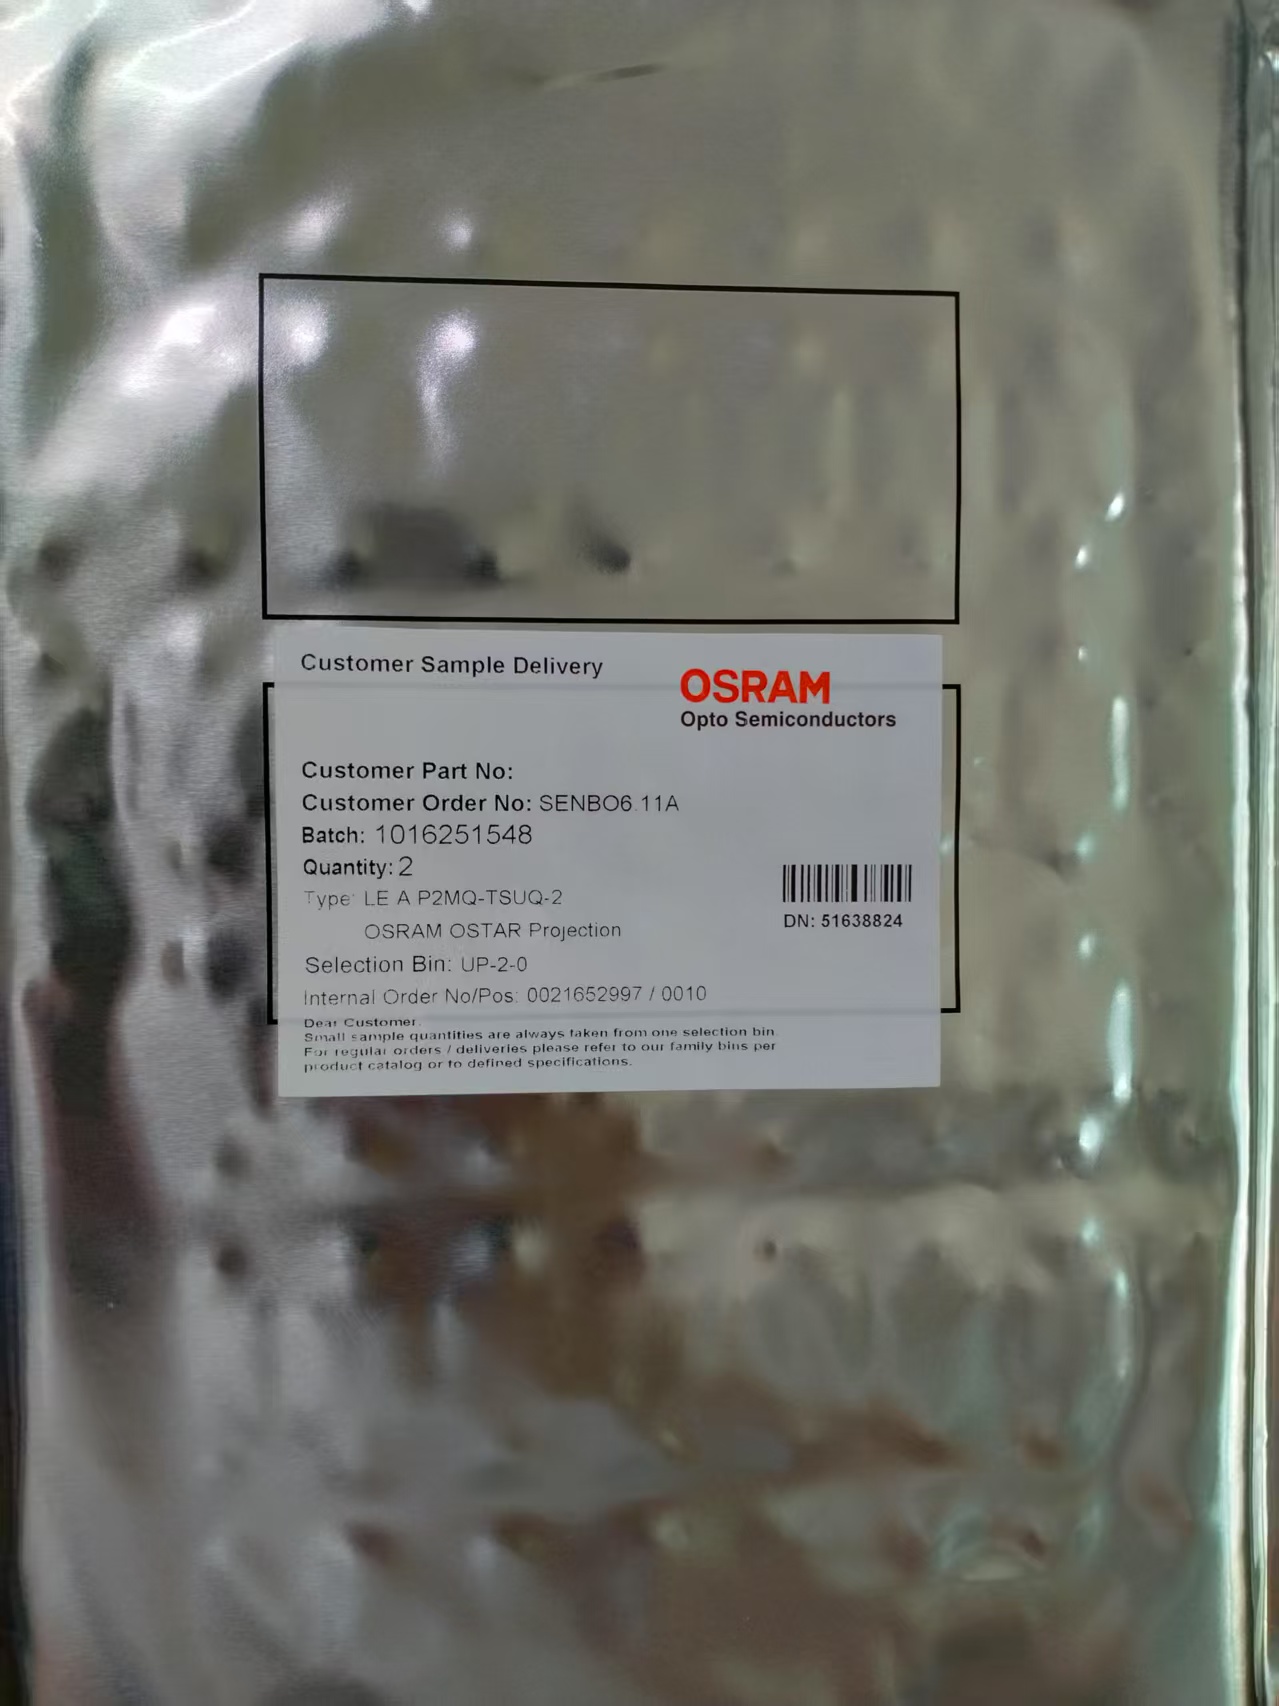 Customer Sample Delivery
OSRAM
Opto Semiconductors
Customer Part No:
Customer Order No: SENBO6.11A
Batch: 1016251548
Quantity: 2
Type: LE A P2MQ-TSUQ-2
DN: 51638824
OSRAM OSTAR Projection
Selection Bin: UP-2-0
Internal Order No/Pos: 0021652997 / 0010
Dear Customer.
Small sample quantities are always taken from one selection bin.
For regular orders / deliveries please refer to our family bins per
product catalog or to defined specifications.